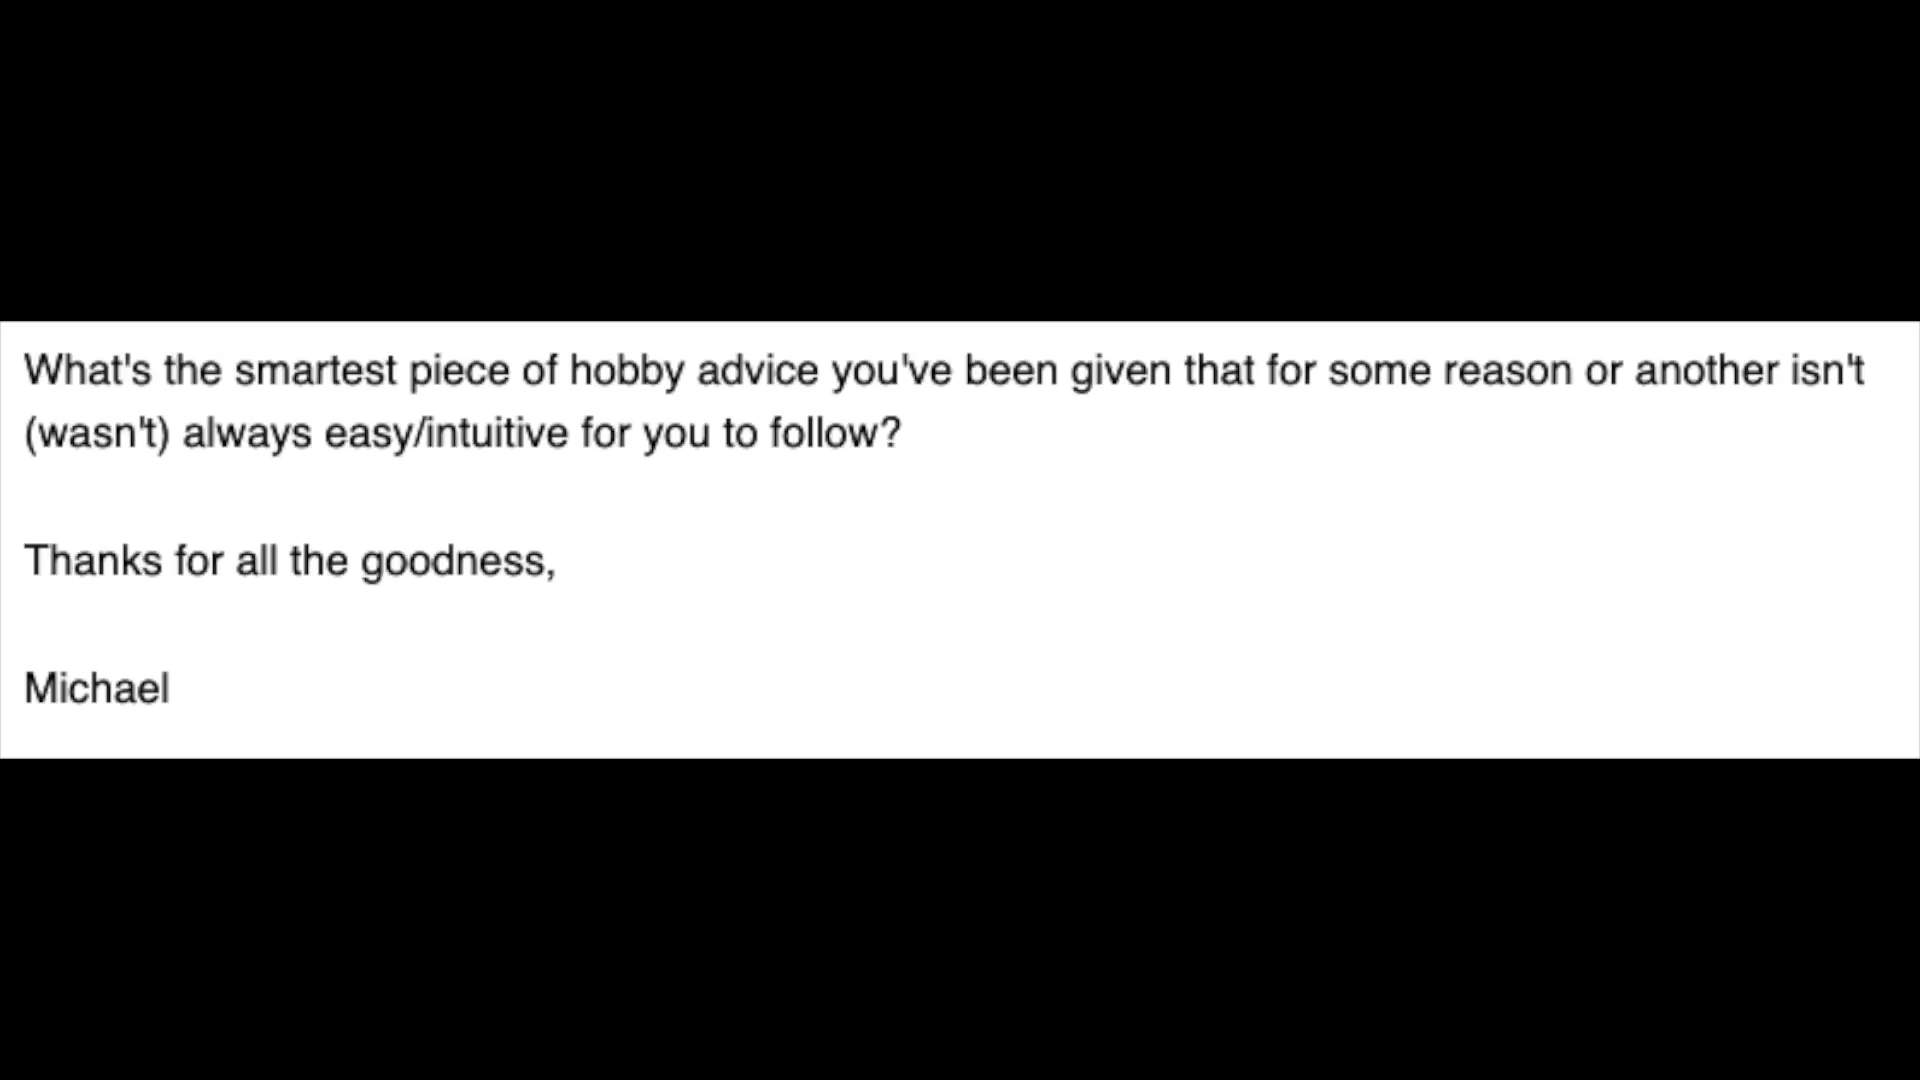 What's the smartest piece of hobby advice you've been given that for some reason or another isn't
(wasn't) always easy/intuitive for you to follow?
Thanks for all the goodness,
Michael